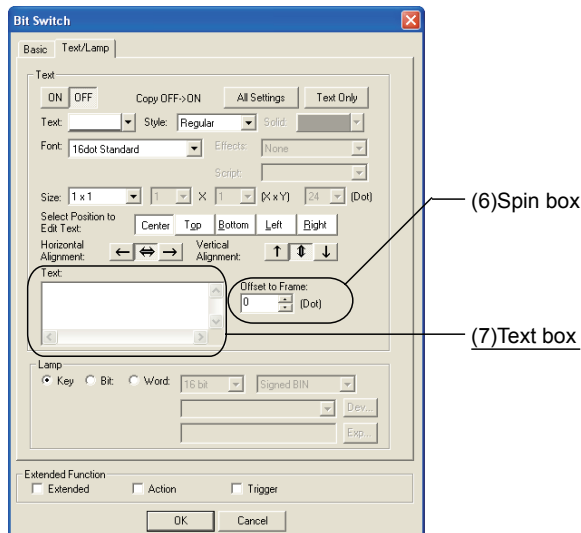 Bit Switch
Basic Text/Lamp
Text
ON OFF Copy OFF->ON All Settings Text Only
Text: Style: Regular Solid:
Font: 16dot Standard Effects: None
Script:
Size: 1 x 1 1 X 1 (X x Y) 24 (Dot)
Select Position to
Edit Text: Center Top Bottom Left Right
Horizontal
Alignment: ← ⇔ → Vertical
Alignment: ↑ ⇕ ↓
Text:
Offset to Frame:
0 (Dot)
(6)Spin box
(7)Text box
Lamp
Key Bit: Word: 16 bit Signed BIN
Dev...
Exp...
Extended Function
Extended Action Trigger
OK Cancel